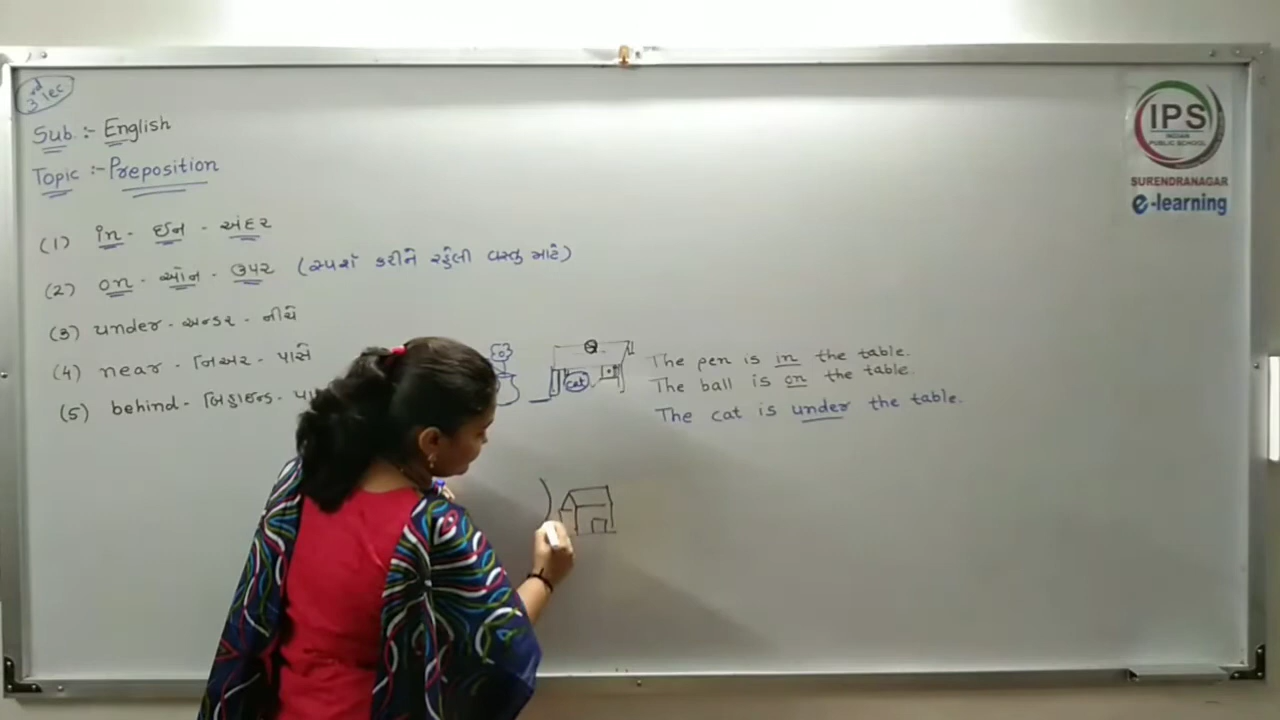 3rd lec
Sub :- English
Topic :- Preposition
(1) in - ઈન - અંદર
(2) on - ઓન - ઉપર (સ્પર્શ કરીને રહેલી વસ્તુ માટે)
(3) under - અન્ડર - નીચે
(4) near - નિઅર - પાસે
(5) behind - બિહાઇન્ડ -
cat
The pen is in the table.
The ball is on the table.
The cat is under the table.
IPS
INDIAN
PUBLIC SCHOOL
SURENDRANAGAR
e-learning